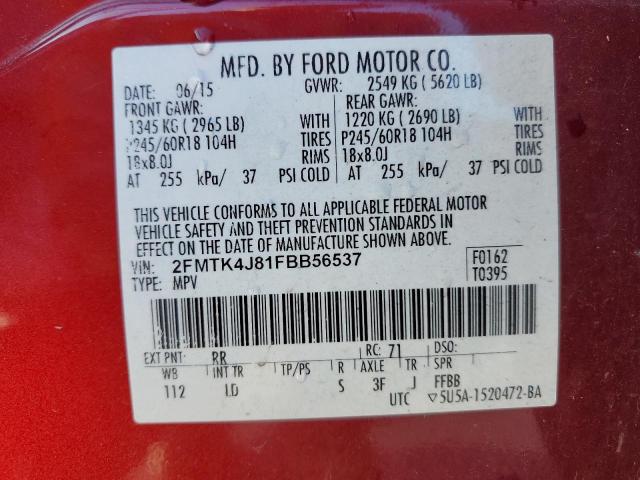 MFD. BY FORD MOTOR CO.
DATE: 06/15 GVWR: 2549 KG ( 5620 LB)
FRONT GAWR: REAR GAWR:
1345 KG ( 2965 LB) WITH 1220 KG ( 2690 LB) WITH
P245/60R18 104H TIRES P245/60R18 104H TIRES
18x8.0J RIMS 18x8.0J RIMS
AT 255 kPa/ 37 PSI COLD AT 255 kPa/ 37 PSI COLD
THIS VEHICLE CONFORMS TO ALL APPLICABLE FEDERAL MOTOR
VEHICLE SAFETY AND THEFT PREVENTION STANDARDS IN
EFFECT ON THE DATE OF MANUFACTURE SHOWN ABOVE.
VIN: 2FMTK4J81FBB56537 F0162
TYPE: MPV T0395
EXT PNT: RR RC: 71 DSO:
WB INT TR TP/PS R AXLE TR SPR
112 LD S 3F J FFBB
UTC ▽5U5A-1520472-BA